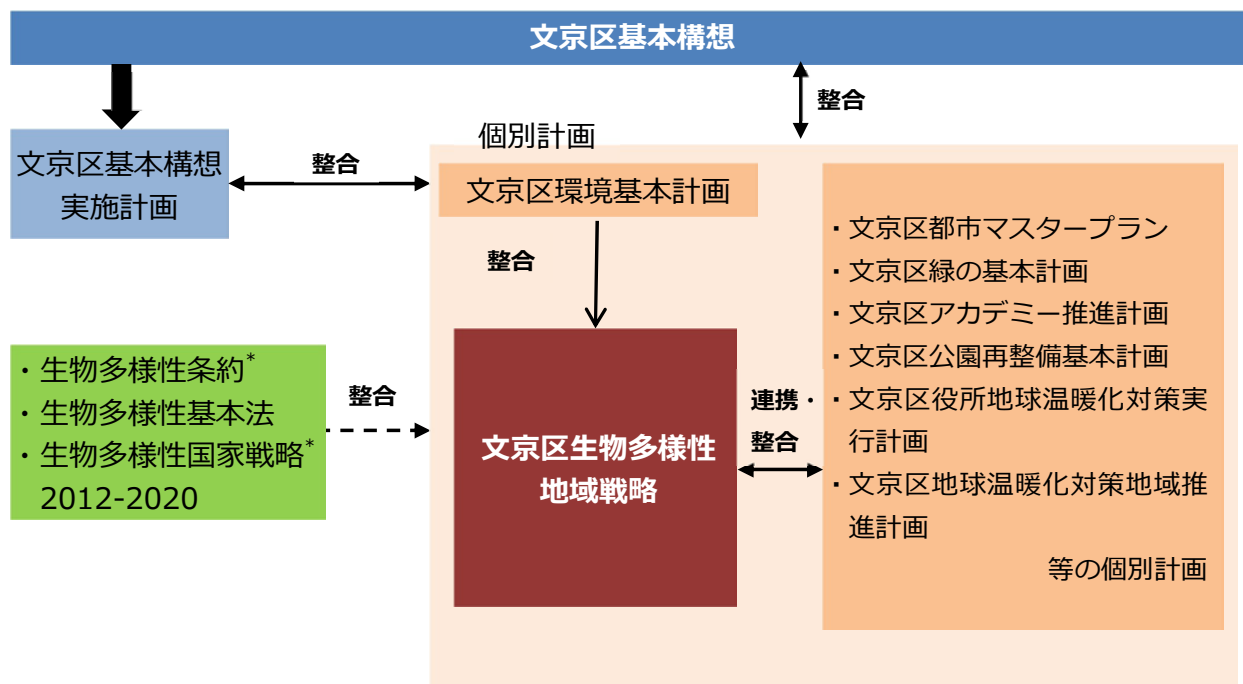 文京区基本構想
整合
文京区基本構想
実施計画
整合
個別計画
文京区環境基本計画
整合
・生物多様性条約*
・生物多様性基本法
・生物多様性国家戦略*
2012-2020
整合
文京区生物多様性
地域戦略
連携・
整合
・文京区都市マスタープラン
・文京区緑の基本計画
・文京区アカデミー推進計画
・文京区公園再整備基本計画
・文京区役所地球温暖化対策実
行計画
・文京区地球温暖化対策地域推
進計画
等の個別計画